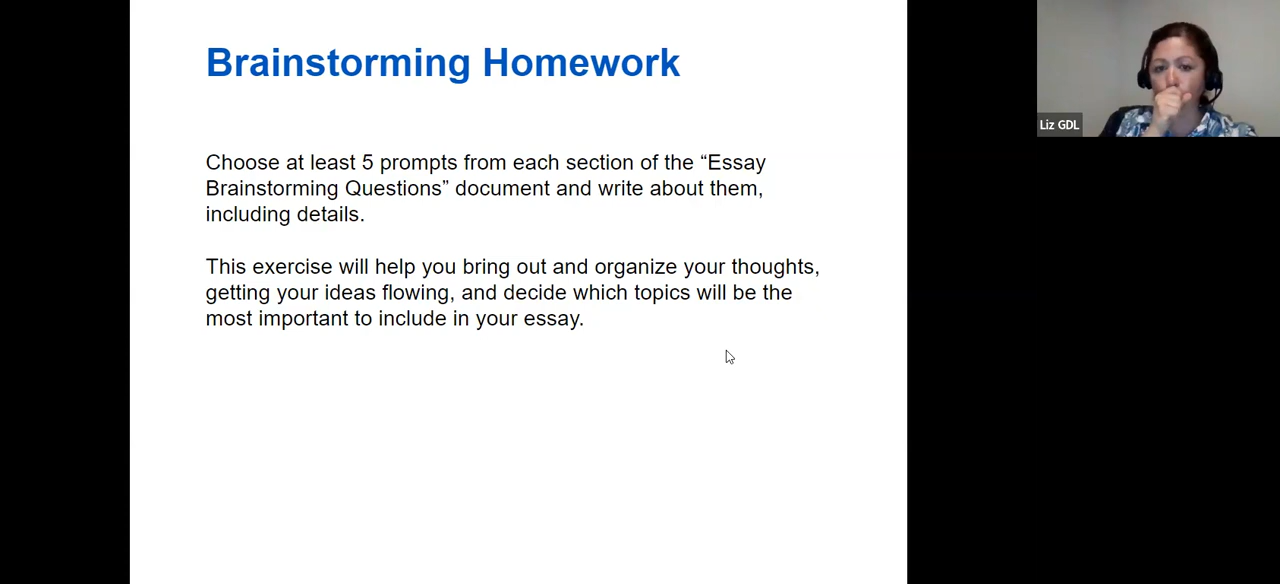 Brainstorming Homework
Choose at least 5 prompts from each section of the “Essay
Brainstorming Questions” document and write about them,
including details.
This exercise will help you bring out and organize your thoughts,
getting your ideas flowing, and decide which topics will be the
most important to include in your essay.
Liz GDL